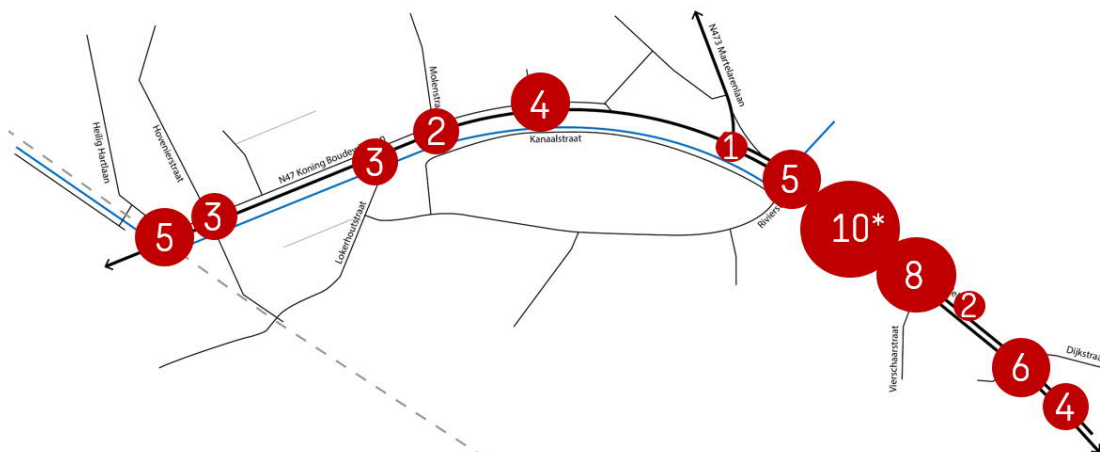 N473 Martelarenlaan
Molenstra
4
2
1
Kanaalstraat
Heilig Hartlaan
Hovenierstraat
N47 Koning Boudew
3
5
3
5
Lokerhoutstraat
Riviers
10*
8
2
Vierschaarstraat
6
Dijkstraa
4